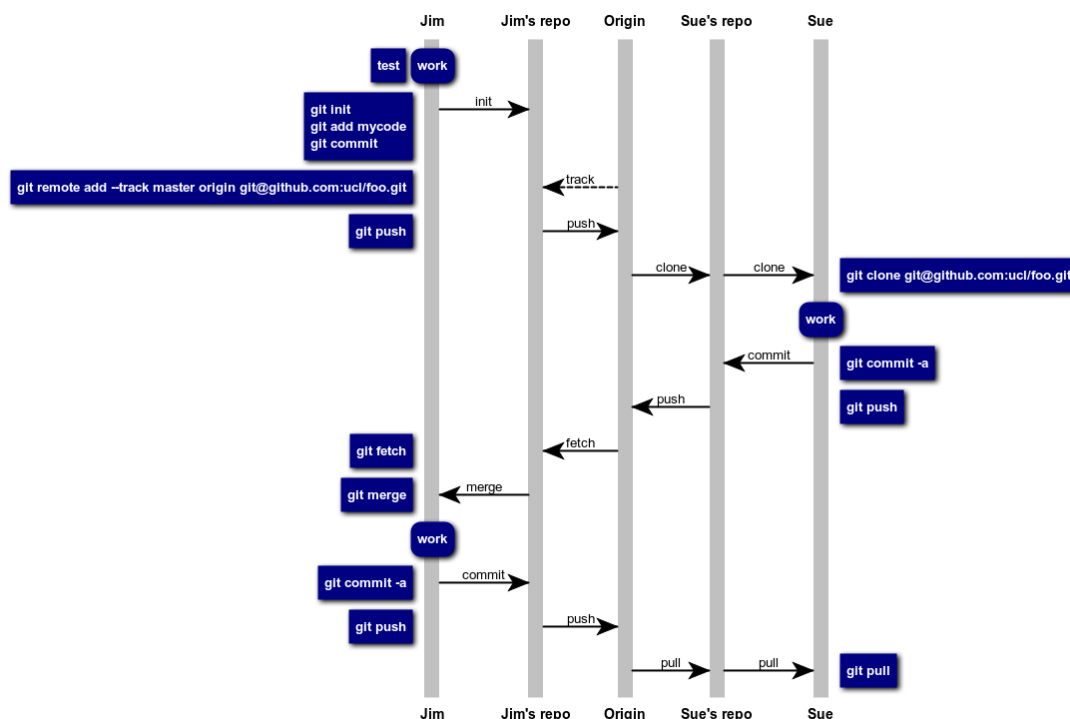 Jim Jim's repo Origin Sue's repo Sue
test work
git init
git add mycode
git commit
init
git remote add --track master origin git@github.com:ucl/foo.git
track
git push
push
clone clone git clone git@github.com:ucl/foo.git
work
commit git commit -a
push git push
git fetch fetch
git merge merge
work
git commit -a commit
git push push
pull pull git pull
Jim Jim's repo Origin Sue's repo Sue